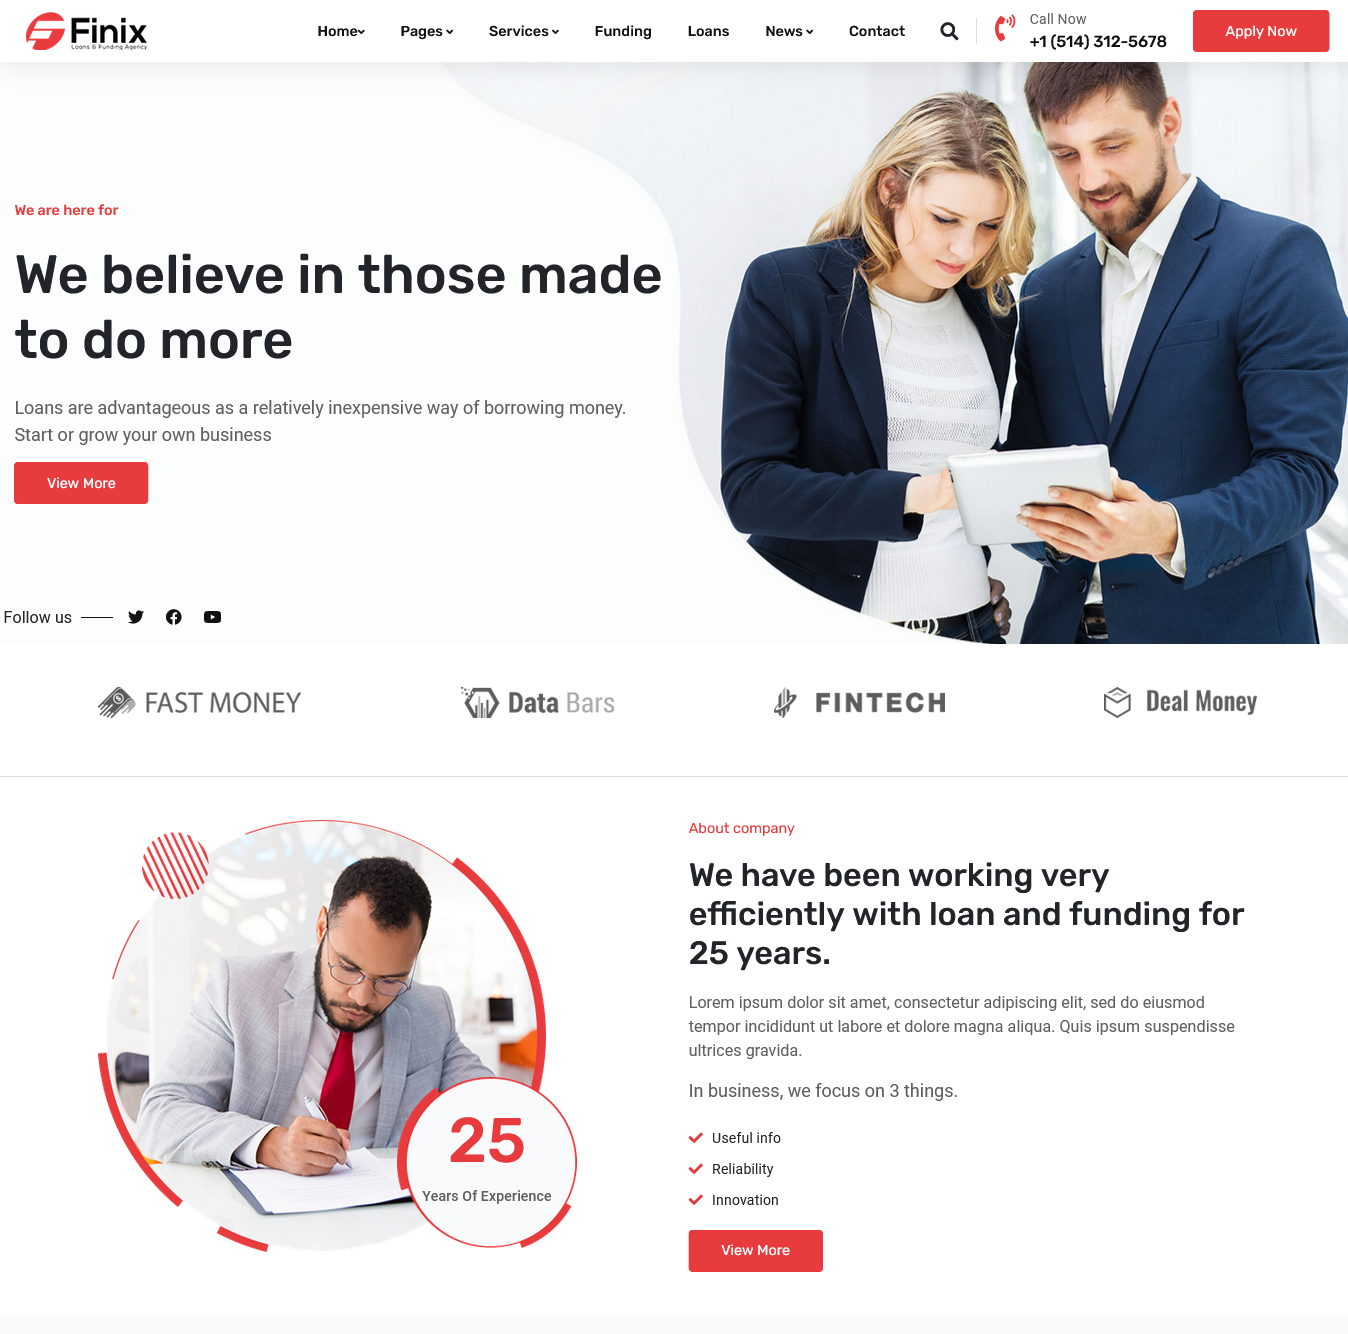 Finix
Loans & Funding Agency
Home
Pages
Services
Funding
Loans
News
Contact
Call Now
+1 (514) 312-5678
Apply Now
We are here for
We believe in those made
to do more
Loans are advantageous as a relatively inexpensive way of borrowing money.
Start or grow your own business
View More
Follow us
FAST MONEY
Data Bars
FINTECH
Deal Money
25
Years Of Experience
About company
We have been working very
efficiently with loan and funding for
25 years.
Lorem ipsum dolor sit amet, consectetur adipiscing elit, sed do eiusmod
tempor incididunt ut labore et dolore magna aliqua. Quis ipsum suspendisse
ultrices gravida.
In business, we focus on 3 things.
Useful info
Reliability
Innovation
View More